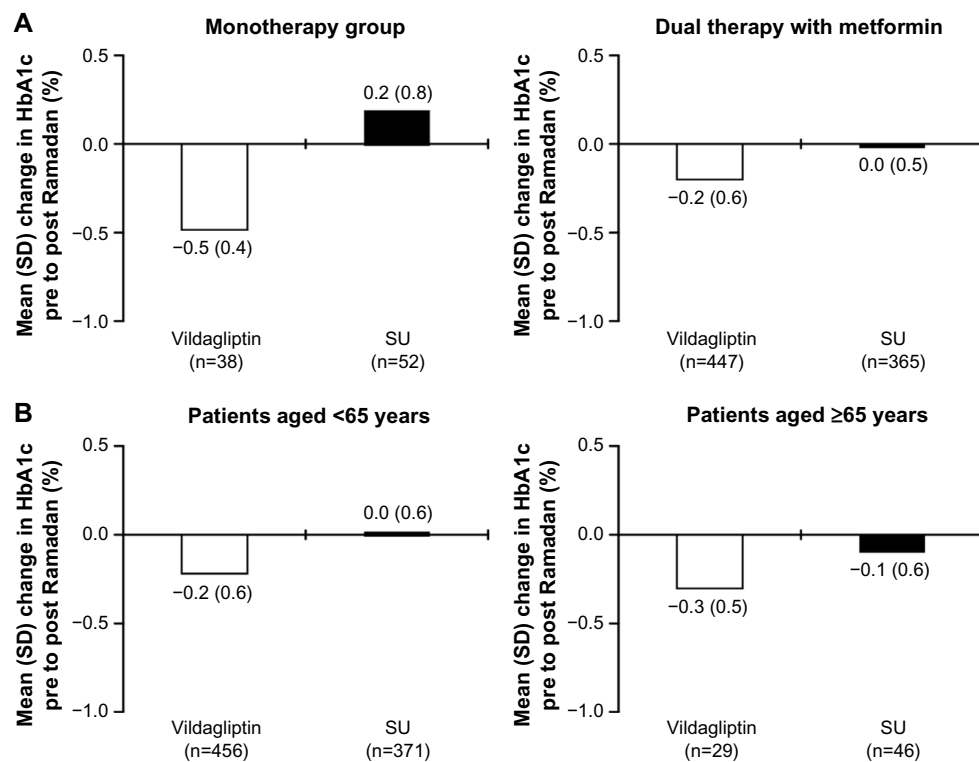 A
Monotherapy group
Mean (SD) change in HbA1c
pre to post Ramadan (%)
0.5
0.0
−0.5
−1.0
0.2 (0.8)
−0.5 (0.4)
Vildagliptin
(n=38)
SU
(n=52)
Dual therapy with metformin
Mean (SD) change in HbA1c
pre to post Ramadan (%)
0.5
0.0
−0.5
−1.0
−0.2 (0.6)
0.0 (0.5)
Vildagliptin
(n=447)
SU
(n=365)
B
Patients aged <65 years
Mean (SD) change in HbA1c
pre to post Ramadan (%)
0.5
0.0
−0.5
−1.0
0.0 (0.6)
−0.2 (0.6)
Vildagliptin
(n=456)
SU
(n=371)
Patients aged ≥65 years
Mean (SD) change in HbA1c
pre to post Ramadan (%)
0.5
0.0
−0.5
−1.0
−0.3 (0.5)
−0.1 (0.6)
Vildagliptin
(n=29)
SU
(n=46)